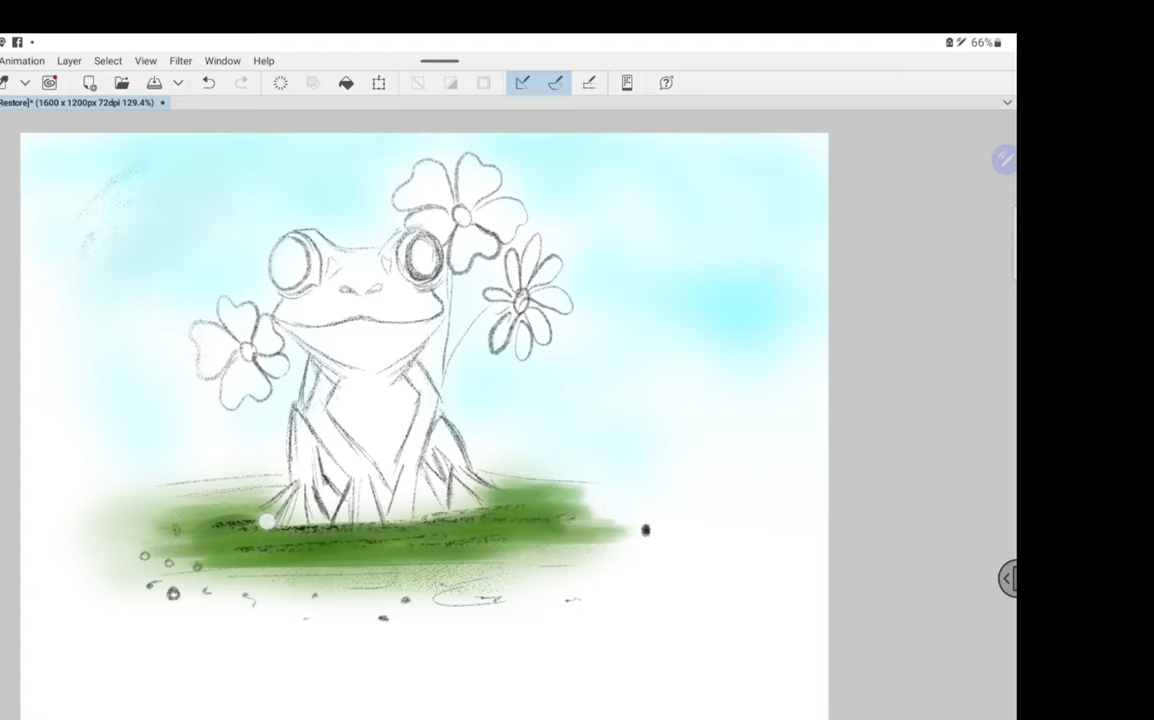 66%
Animation Layer Select View Filter Window Help
Restore]* (1600 x 1200px 72dpi 129.4%)